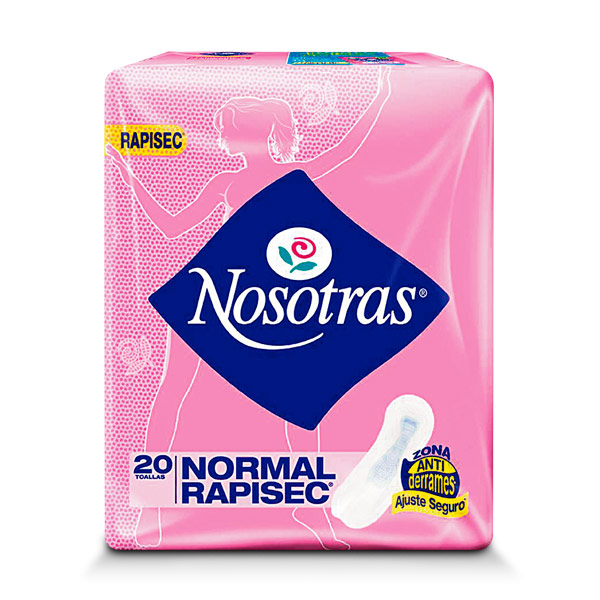 RAPISEC
Nosotras®
20
TOALLAS
NORMAL
RAPISEC®
ZONA
ANTI
derrames
Ajuste Seguro